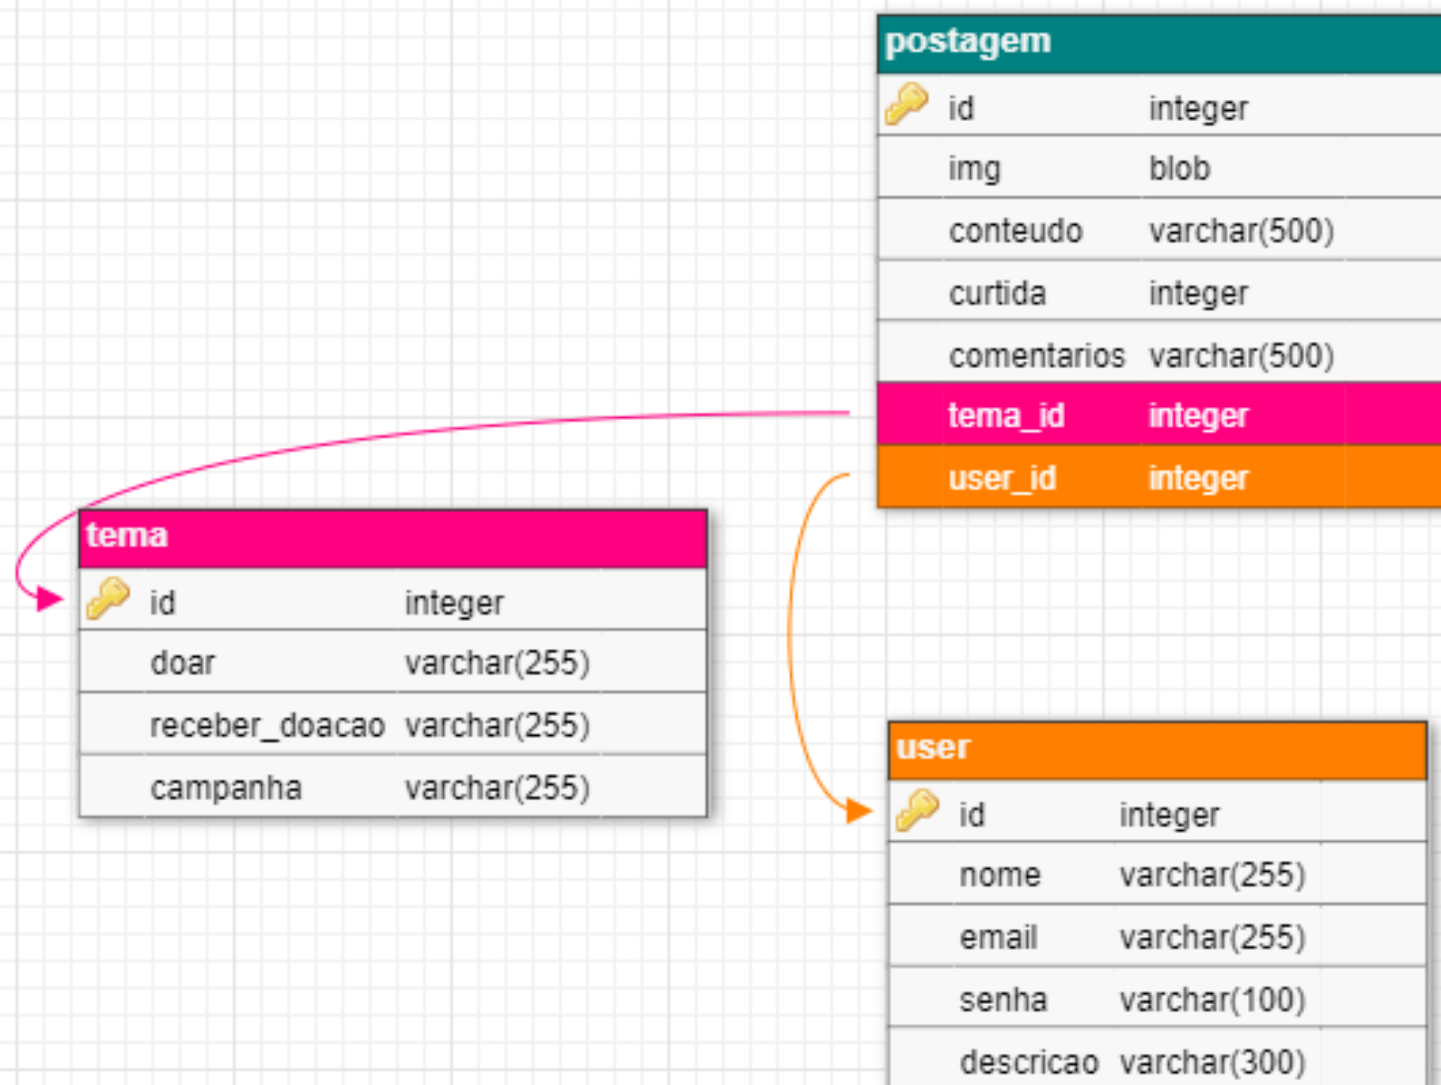 postagem
id integer
img blob
conteudo varchar(500)
curtida integer
comentarios varchar(500)
tema_id integer
user_id integer
tema
id integer
doar varchar(255)
receber_doacao varchar(255)
campanha varchar(255)
user
id integer
nome varchar(255)
email varchar(255)
senha varchar(100)
descricao varchar(300)